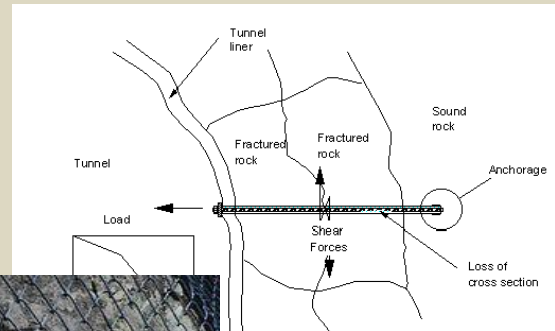 Tunnel
liner
Sound
rock
Fractured
rock
Fractured
rock
Tunnel
Anchorage
Load
Shear
Forces
Loss of
cross section